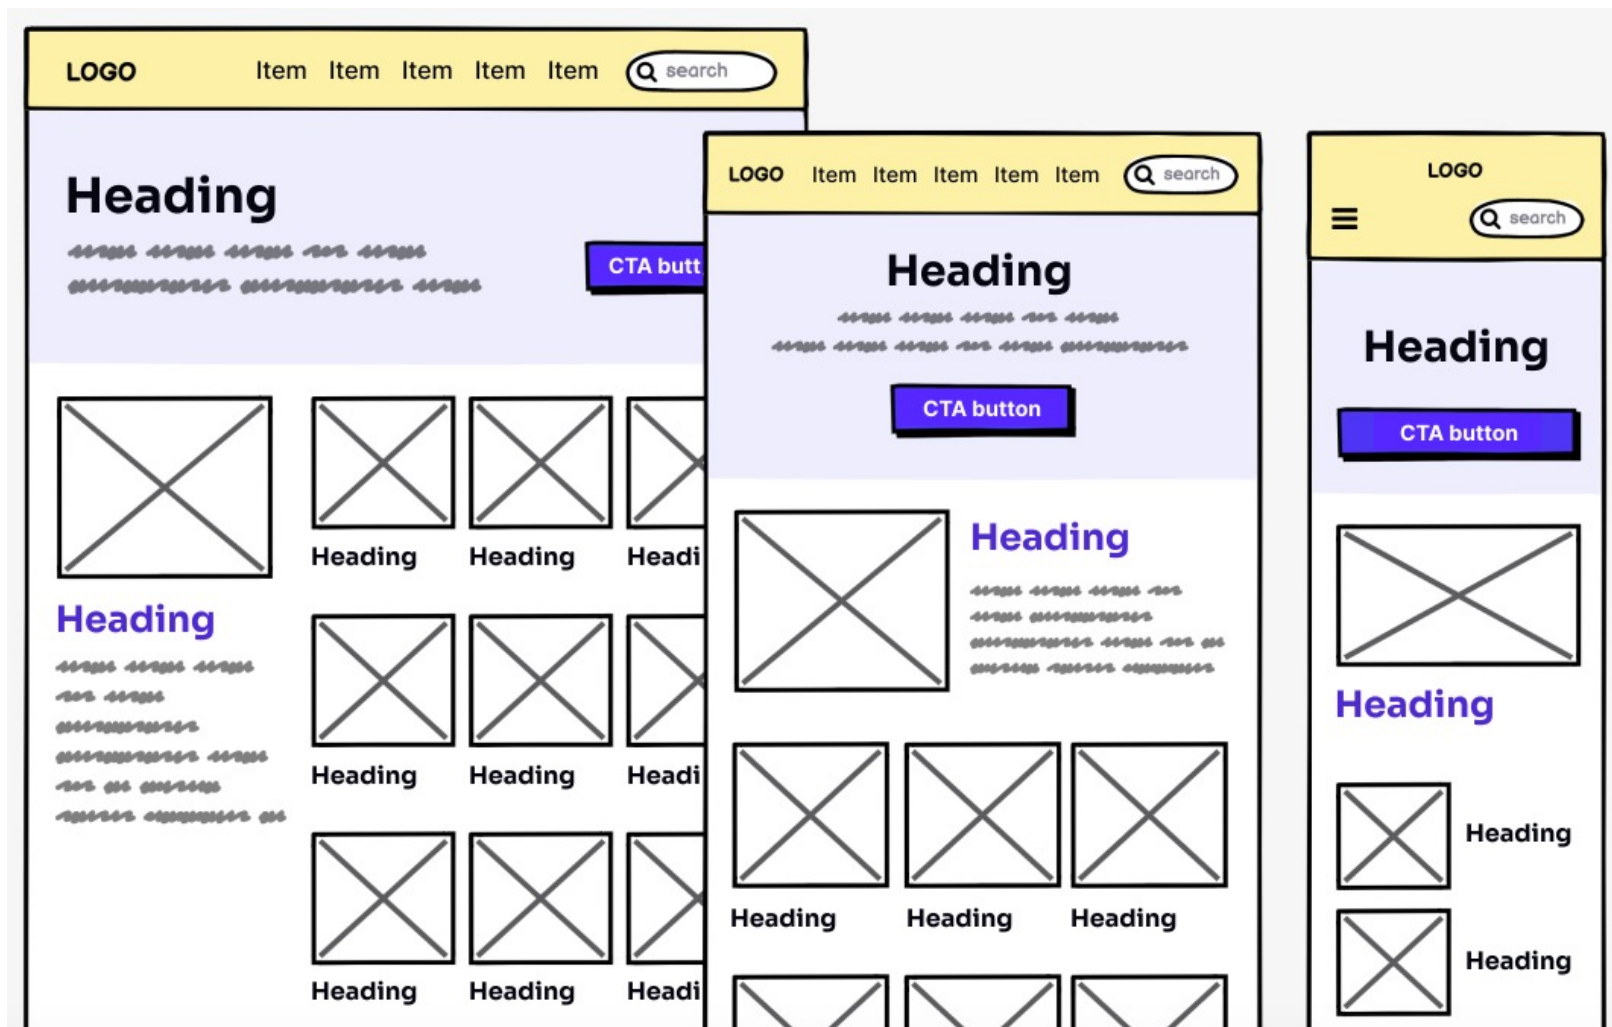 LOGO Item Item Item Item Item search
Heading
CTA butt
Heading
Heading Heading Headi
Heading Heading Headi
Heading Heading Headi
LOGO Item Item Item Item Item search
Heading
CTA button
Heading
Heading Heading Heading
LOGO
search
Heading
CTA button
Heading
Heading
Heading